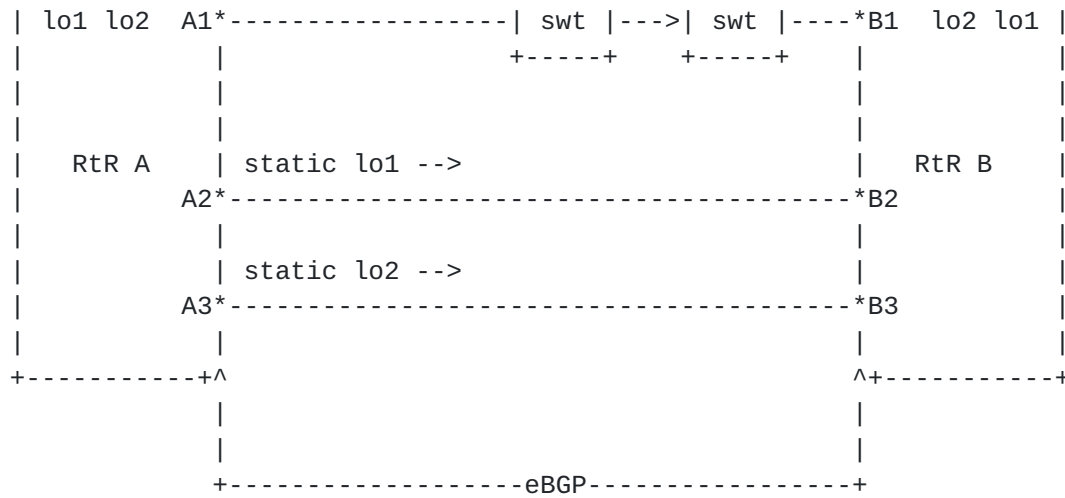 | lo1 lo2  A1*------------------| swt |--->| swt |----*B1  lo2 lo1 |
|            |                  +-----+    +-----+    |            |
|            |                                        |            |
|            |                                        |            |
|   RtR A    | static lo1 -->                         |   RtR B    |
|          A2*----------------------------------------*B2          |
|            |                                        |            |
|            | static lo2 -->                         |            |
|          A3*----------------------------------------*B3          |
|            |                                        |            |
+-----------+^                                        ^+-----------+
             |                                        |
             |                                        |
             +-------------------eBGP-----------------+